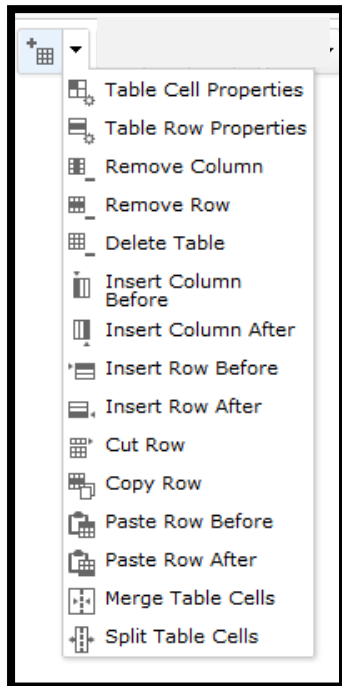 Table Cell Properties
Table Row Properties
Remove Column
Remove Row
Delete Table
Insert Column
Before
Insert Column After
Insert Row Before
Insert Row After
Cut Row
Copy Row
Paste Row Before
Paste Row After
Merge Table Cells
Split Table Cells